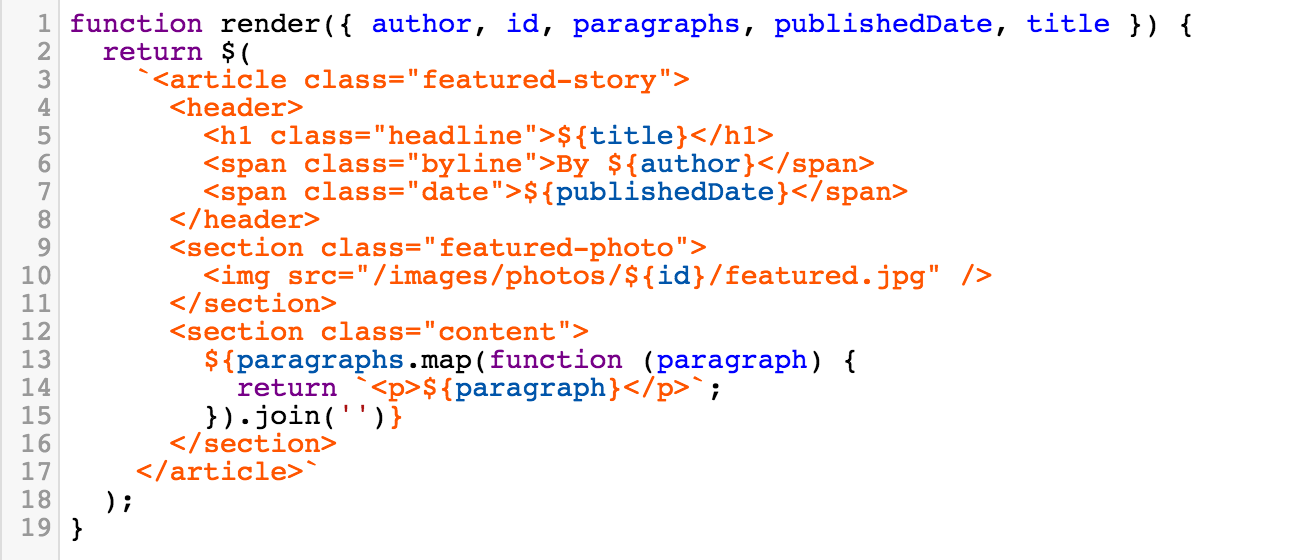 1 function render({ author, id, paragraphs, publishedDate, title }) {
2   return $(
3     `<article class="featured-story">
4       <header>
5         <h1 class="headline">${title}</h1>
6         <span class="byline">By ${author}</span>
7         <span class="date">${publishedDate}</span>
8       </header>
9       <section class="featured-photo">
10         <img src="/images/photos/${id}/featured.jpg" />
11       </section>
12       <section class="content">
13         ${paragraphs.map(function (paragraph) {
14           return `<p>${paragraph}</p>`;
15         }).join('')}
16       </section>
17     </article>`
18   );
19 }